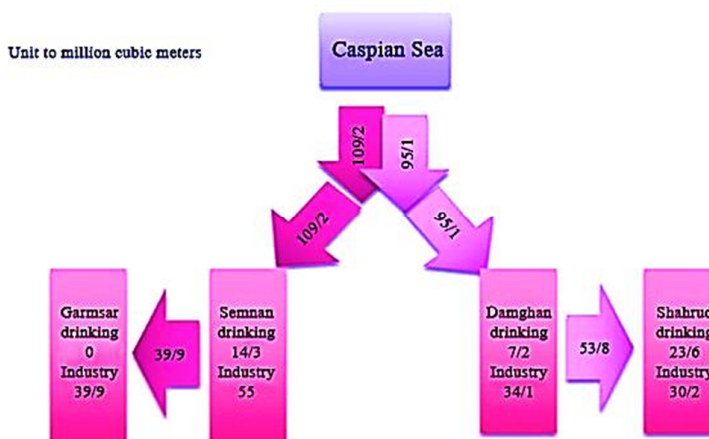 Unit to million cubic meters
Caspian Sea
109/2
95/1
109/2
95/1
Garmsar
drinking
0
Industry
39/9
39/9
Semnan
drinking
14/3
Industry
55
Damghan
drinking
7/2
Industry
34/1
53/8
Shahrud
drinking
23/6
Industry
30/2